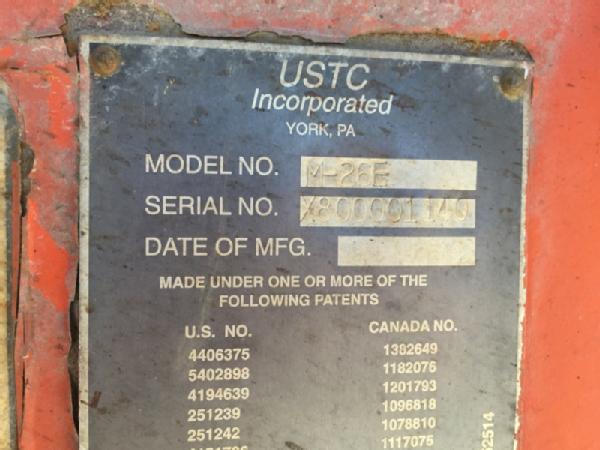 USTC
Incorporated
YORK, PA
MODEL NO. M-26E
SERIAL NO.
DATE OF MFG.
MADE UNDER ONE OR MORE OF THE
FOLLOWING PATENTS
U.S. NO. CANADA NO.
4406375 1382649
5402898 1182076
4194639 1201793
251239 1096818
251242 1078810
1117075